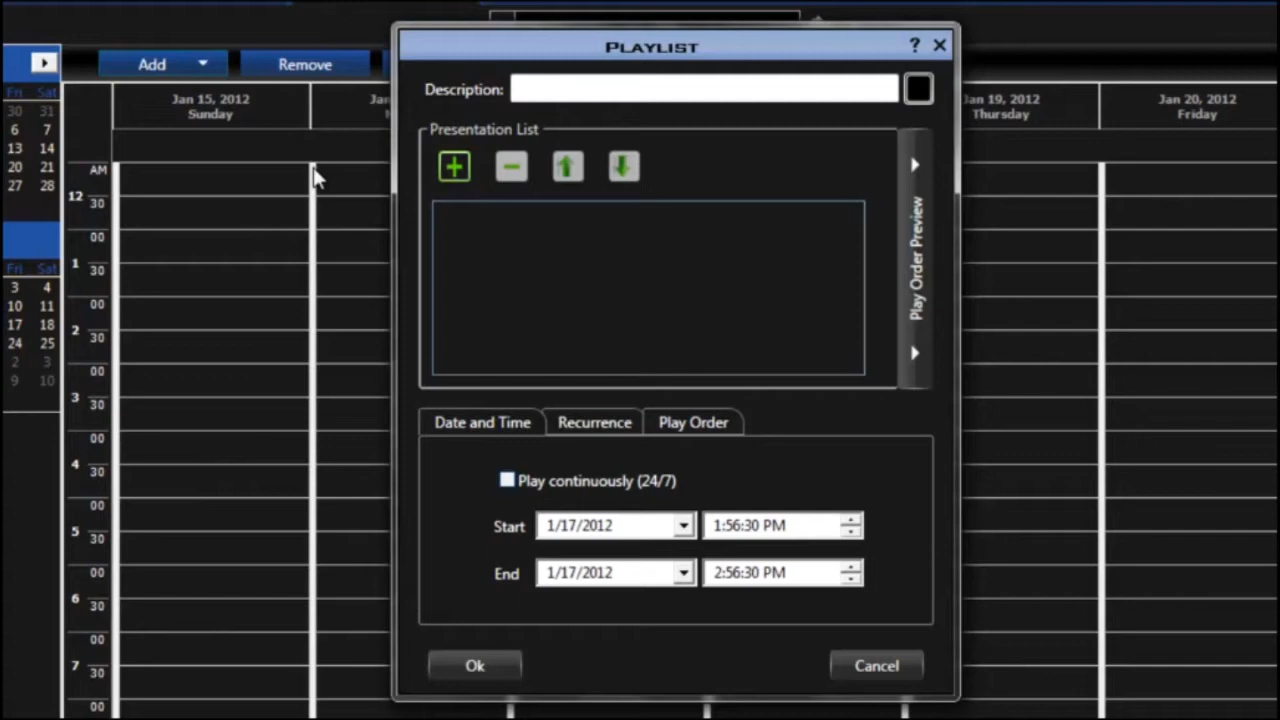 PLAYLIST ? ×
Add Remove
Description:
Fri Sat
Jan 15, 2012
Sunday
Jan 19, 2012
Thursday
Jan 20, 2012
Friday
30 31
6 7
13 14
20 21
27 28
Presentation List
Play Order Preview
AM
12 30
00
1 30
00
2 30
00
3 30
00
4 30
00
5 30
00
6 30
00
7 30
00
Fri Sat
3 4
10 11
17 18
24 25
2 3
9 10
Date and Time Recurrence Play Order
Play continuously (24/7)
Start 1/17/2012 1:56:30 PM
End 1/17/2012 2:56:30 PM
Ok Cancel